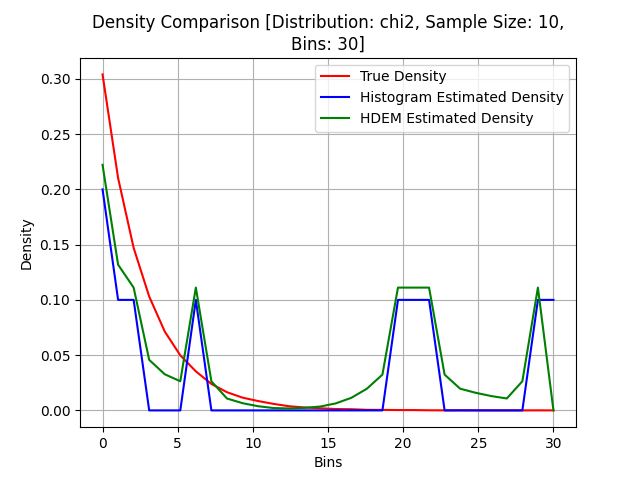 Density Comparison [Distribution: chi2, Sample Size: 10,
Bins: 30]
True Density
Histogram Estimated Density
HDEM Estimated Density
Density
0.30
0.25
0.20
0.15
0.10
0.05
0.00
0 5 10 15 20 25 30
Bins